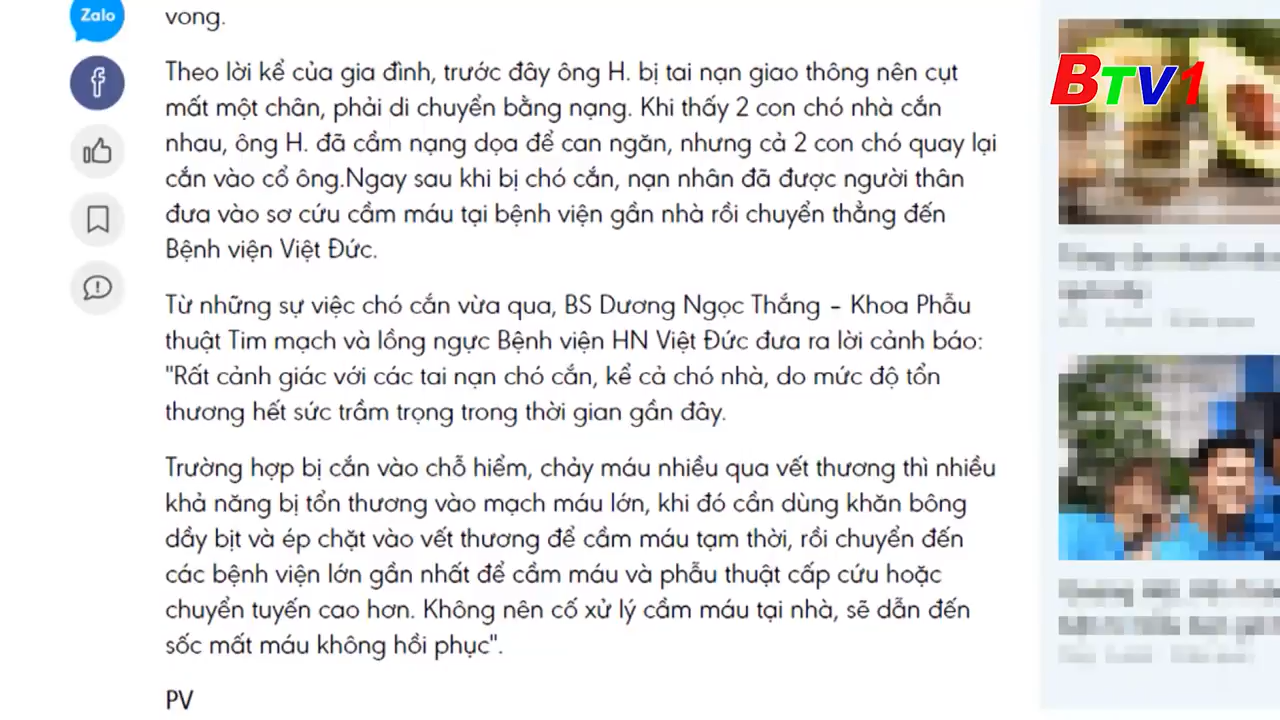 Zalo
vong.
BTV1
Theo lời kể của gia đình, trước đây ông H. bị tai nạn giao thông nên cụt
mất một chân, phải di chuyển bằng nạng. Khi thấy 2 con chó nhà cắn
nhau, ông H. đã cầm nạng dọa để can ngăn, nhưng cả 2 con chó quay lại
cắn vào cổ ông.Ngay sau khi bị chó cắn, nạn nhân đã được người thân
đưa vào sơ cứu cầm máu tại bệnh viện gần nhà rồi chuyển thẳng đến
Bệnh viện Việt Đức.
Từ những sự việc chó cắn vừa qua, BS Dương Ngọc Thắng – Khoa Phẫu
thuật Tim mạch và lồng ngực Bệnh viện HN Việt Đức đưa ra lời cảnh báo:
"Rất cảnh giác với các tai nạn chó cắn, kể cả chó nhà, do mức độ tổn
thương hết sức trầm trọng trong thời gian gần đây.
Trường hợp bị cắn vào chỗ hiểm, chảy máu nhiều qua vết thương thì nhiều
khả năng bị tổn thương vào mạch máu lớn, khi đó cần dùng khăn bông
dầy bịt và ép chặt vào vết thương để cầm máu tạm thời, rồi chuyển đến
các bệnh viện lớn gần nhất để cầm máu và phẫu thuật cấp cứu hoặc
chuyển tuyến cao hơn. Không nên cố xử lý cầm máu tại nhà, sẽ dẫn đến
sốc mất máu không hồi phục".
PV